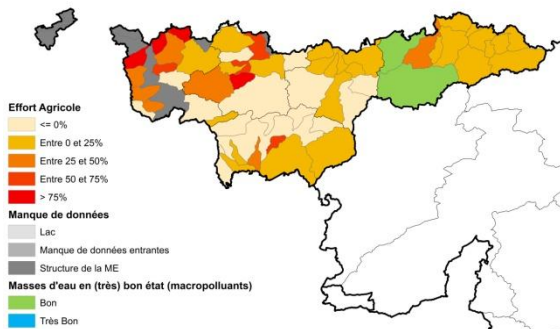 Effort Agricole
<= 0%
Entre 0 et 25%
Entre 25 et 50%
Entre 50 et 75%
> 75%
Manque de données
Lac
Manque de données entrantes
Structure de la ME
Masses d'eau en (très) bon état (macropolluants)
Bon
Très Bon